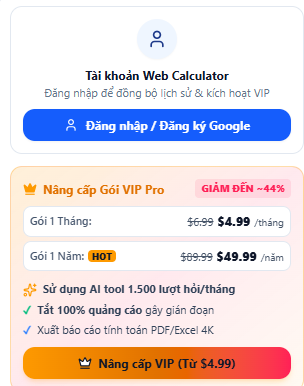 Tài khoản Web Calculator
Đăng nhập để đồng bộ lịch sử & kích hoạt VIP
Đăng nhập / Đăng ký Google
Nâng cấp Gói VIP Pro GIẢM ĐẾN ~44%
Gói 1 Tháng: $6.99 $4.99 /tháng
Gói 1 Năm: HOT $89.99 $49.99 /năm
Sử dụng AI tool 1.500 lượt hỏi/tháng
Tắt 100% quảng cáo gây gián đoạn
Xuất báo cáo tính toán PDF/Excel 4K
Nâng cấp VIP (Từ $4.99)